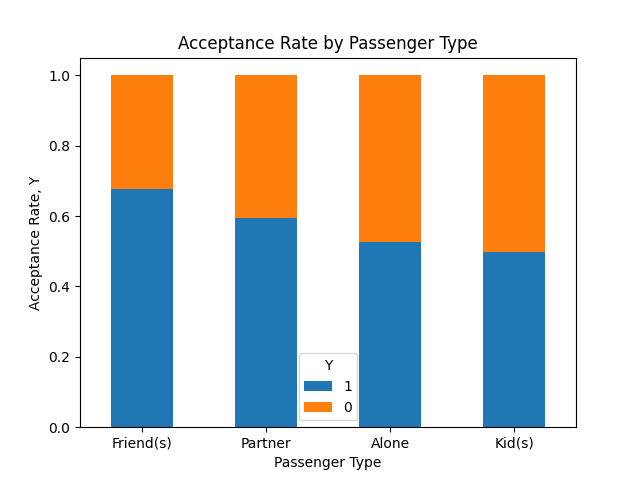 Acceptance Rate by Passenger Type
Acceptance Rate, Y
1.0
0.8
0.6
0.4
0.2
0.0
Y
1
0
Friend(s) Partner Alone Kid(s)
Passenger Type